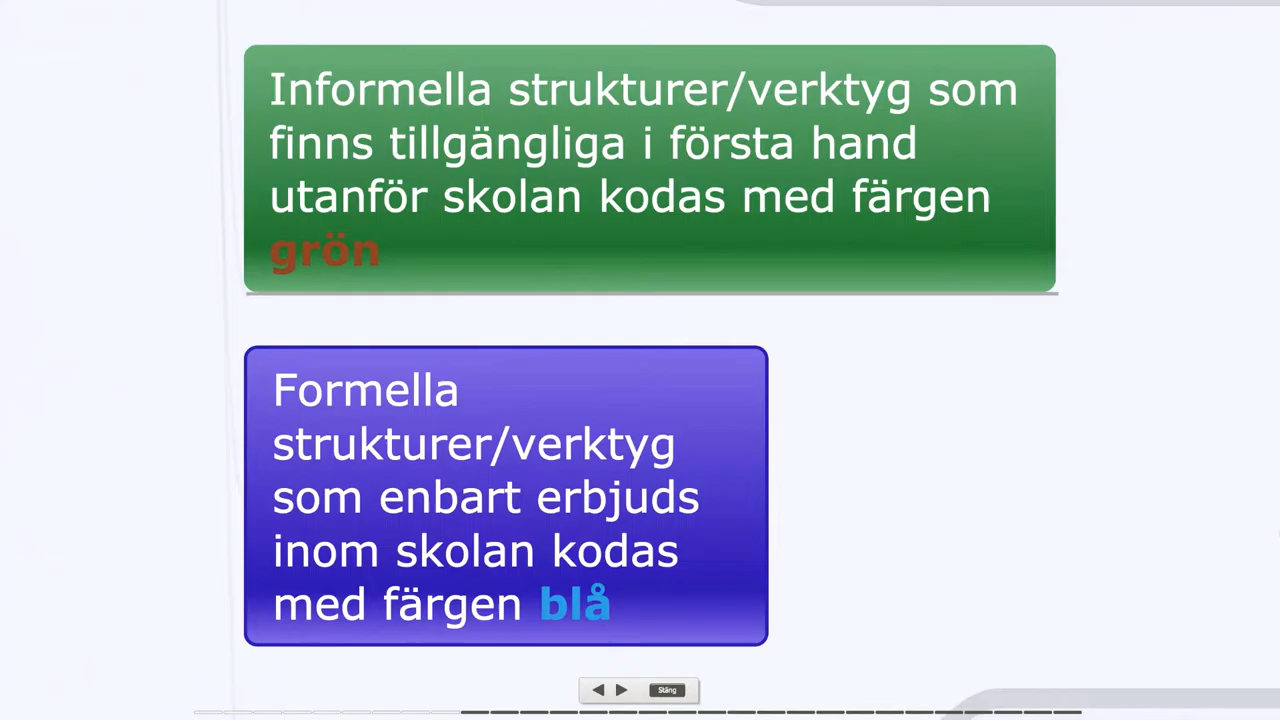 Informella strukturer/verktyg som
finns tillgängliga i första hand
utanför skolan kodas med färgen
grön
Formella
strukturer/verktyg
som enbart erbjuds
inom skolan kodas
med färgen blå
Stäng